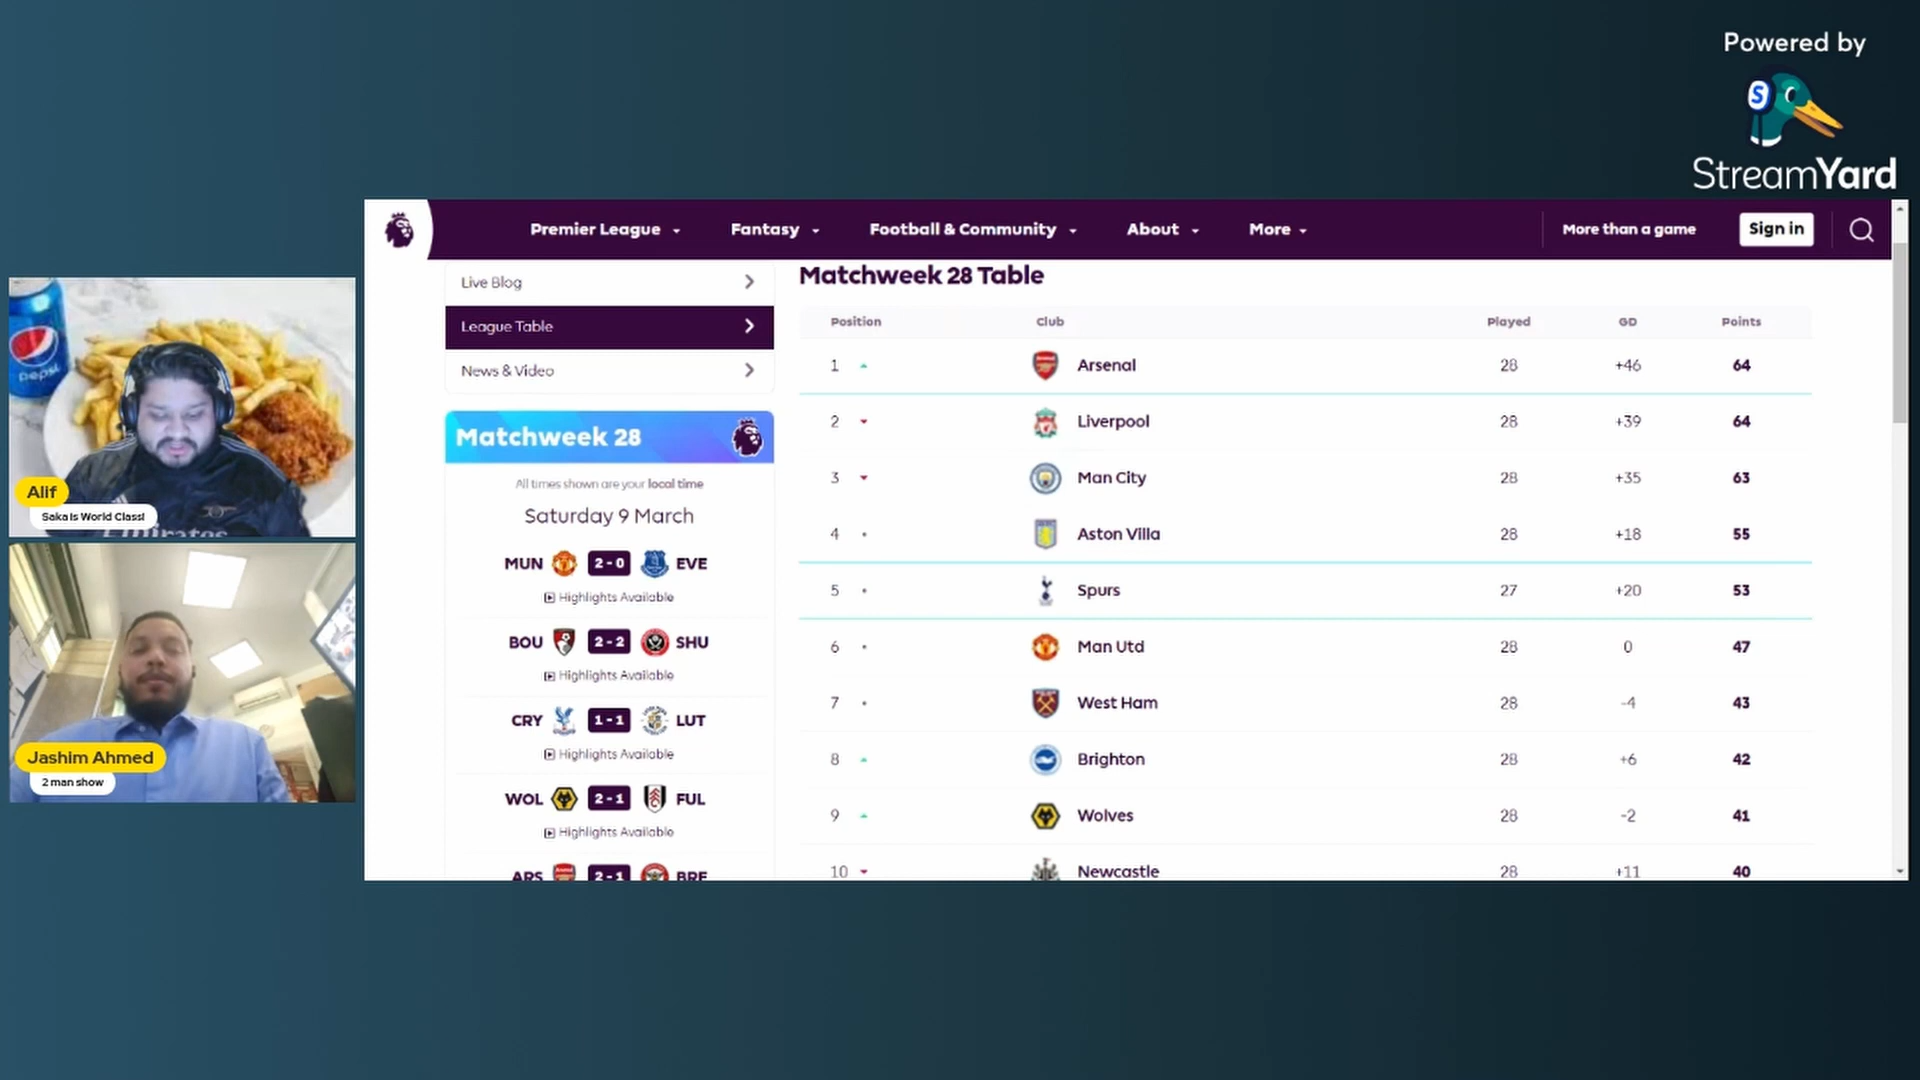 Powered by
StreamYard
Premier League
Fantasy
Football & Community
About
More
More than a game
Sign in
Live Blog
League Table
News & Video
Matchweek 28
All times shown are your local time
Saturday 9 March
MUN 2 - 0 EVE
Highlights Available
BOU 2 - 2 SHU
Highlights Available
CRY 1 - 1 LUT
Highlights Available
WOL 2 - 1 FUL
Highlights Available
ARS 2 - 1 BRE
Matchweek 28 Table
Position Club Played GD Points
1 Arsenal 28 +46 64
2 Liverpool 28 +39 64
3 Man City 28 +35 63
4 Aston Villa 28 +18 55
5 Spurs 27 +20 53
6 Man Utd 28 0 47
7 West Ham 28 -4 43
8 Brighton 28 +6 42
9 Wolves 28 -2 41
10 Newcastle 28 +11 40
pepsi
Alif
Saka is World Class!
Emirates
Jashim Ahmed
2 man show